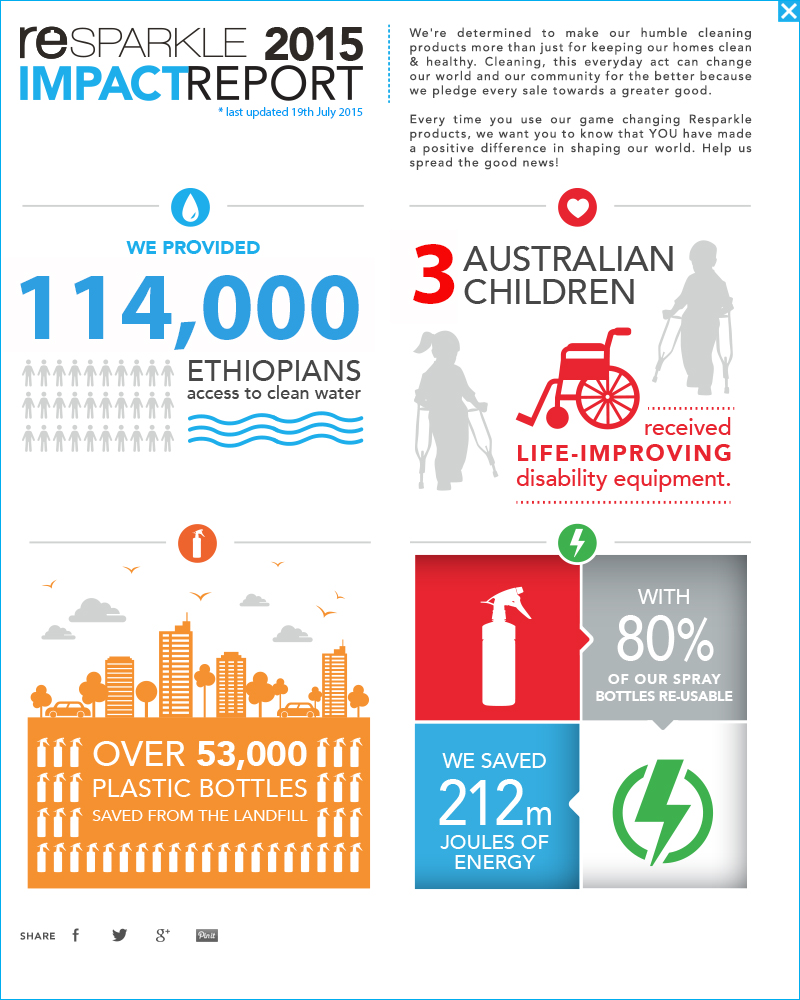 reSPARKLE 2015
IMPACTREPORT
* last updated 19th July 2015
We're determined to make our humble cleaning
products more than just for keeping our homes clean
& healthy. Cleaning, this everyday act can change
our world and our community for the better because
we pledge every sale towards a greater good.
Every time you use our game changing Resparkle
products, we want you to know that YOU have made
a positive difference in shaping our world. Help us
spread the good news!
WE PROVIDED
114,000
ETHIOPIANS
access to clean water
3 AUSTRALIAN
CHILDREN
received
LIFE-IMPROVING
disability equipment.
OVER 53,000
PLASTIC BOTTLES
SAVED FROM THE LANDFILL
WITH
80%
OF OUR SPRAY
BOTTLES RE-USABLE
WE SAVED
212m
JOULES OF
ENERGY
SHARE f g+ Pin it